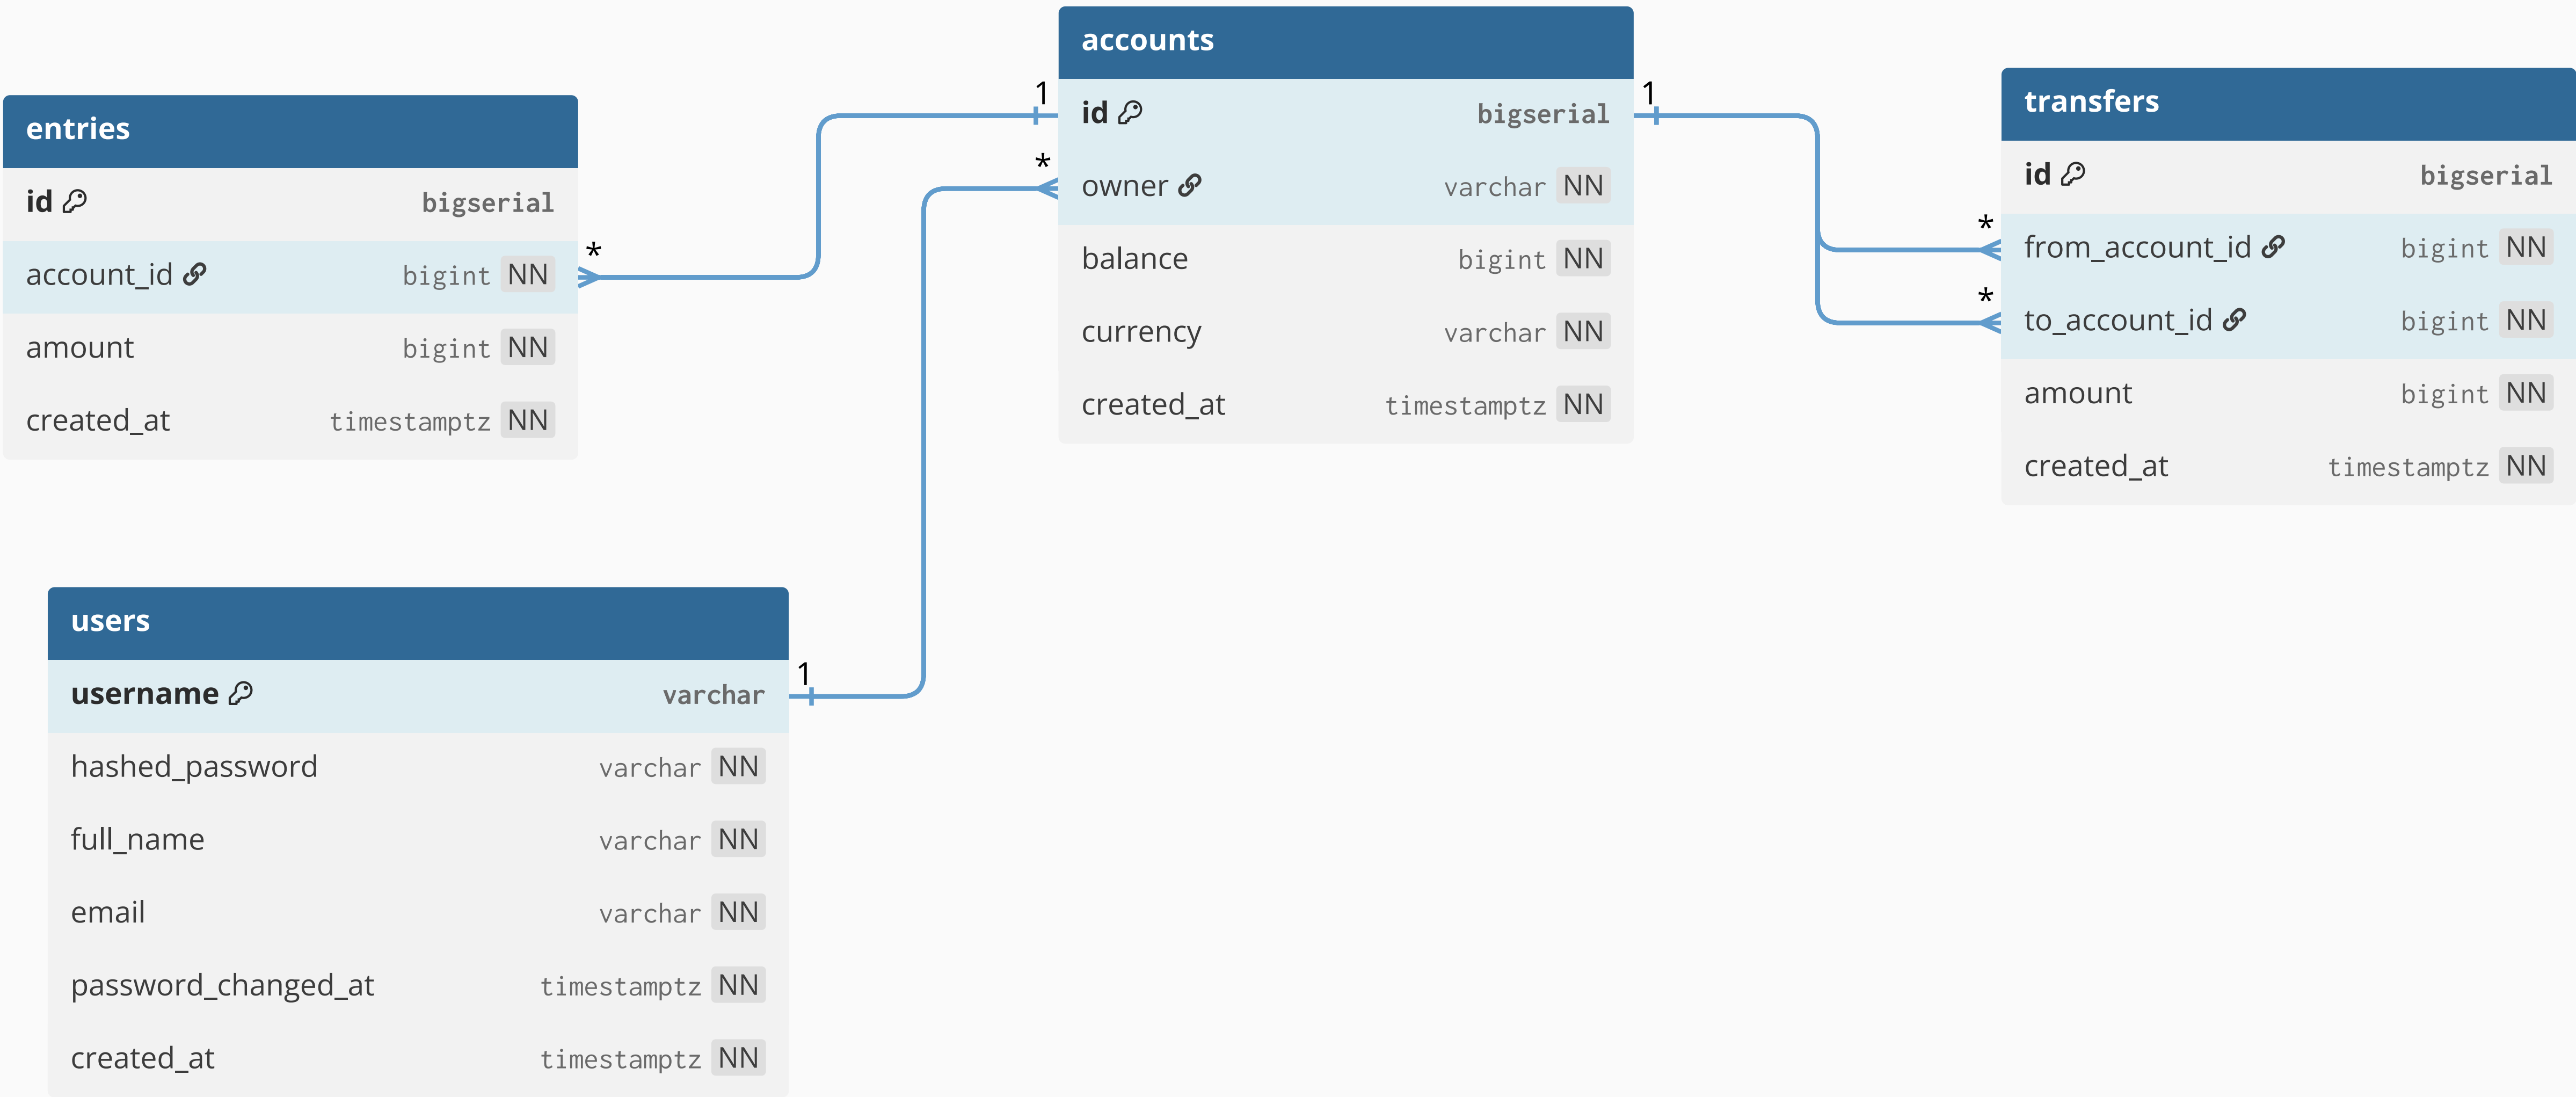 entries
id bigserial
account_id bigint NN
amount bigint NN
created_at timestamptz NN
*
1
*
accounts
id bigserial
owner varchar NN
balance bigint NN
currency varchar NN
created_at timestamptz NN
1
*
*
transfers
id bigserial
from_account_id bigint NN
to_account_id bigint NN
amount bigint NN
created_at timestamptz NN
users
username varchar
hashed_password varchar NN
full_name varchar NN
email varchar NN
password_changed_at timestamptz NN
created_at timestamptz NN
1